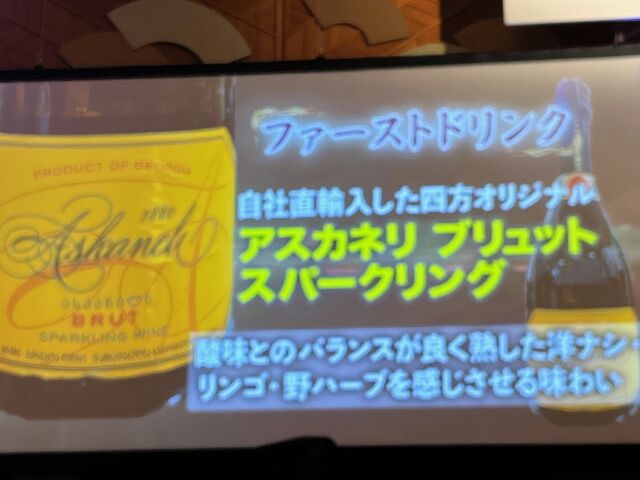 PRODUCT OF GEORGIA
1880
Askaneli
ასკანელი
BRUT
SPARKLING WINE
ファーストドリンク
自社直輸入した四方オリジナル
アスカネリ ブリュット
スパークリング
酸味とのバランスが良く熟した洋ナシ・
リンゴ・野ハーブを感じさせる味わい